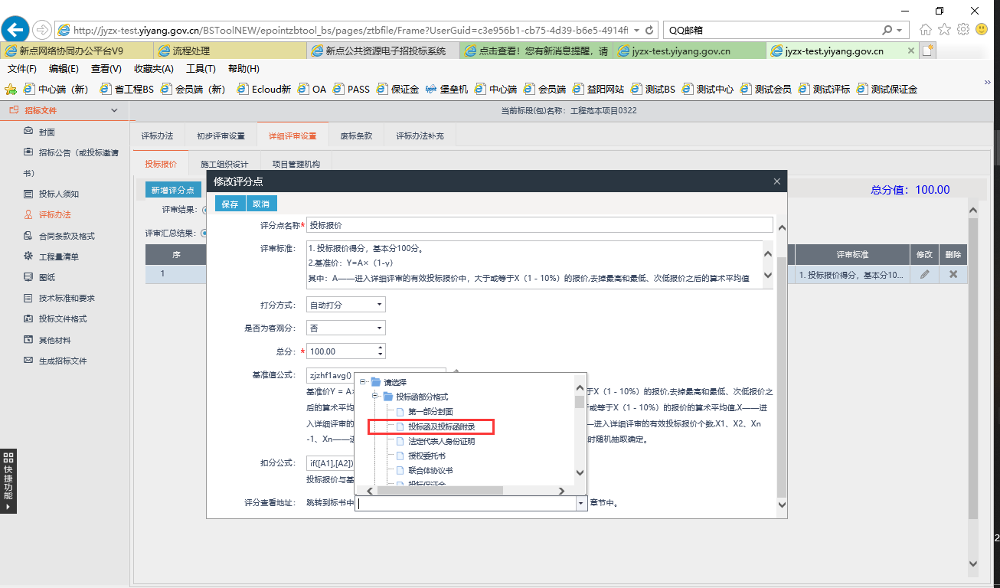 http://jyzx-test.yiyang.gov.cn/BSToolNEW/epointztbtool_bs/pages/ztbfile/Frame?UserGuid=c3e956b1-cb75-4d39-b6e5-4914fl
QQ邮箱
新点网络协同办公平台V9
流程处理
新点公共资源电子招投标系统
点击查看！您有新消息提醒，请
jyzx-test.yiyang.gov.cn
jyzx-test.yiyang.gov.cn
文件(F) 编辑(E) 查看(V) 收藏夹(A) 工具(T) 帮助(H)
中心端（新） 省工程BS 会员端（新） Ecloud新 OA PASS 保证金 堡垒机 中心端 会员端 益阳网站 测试BS 测试中心 测试会员 测试评标 测试保证金
招标文件
当前标段(包)名称：工程范本项目0322
封面
招标公告（或投标邀请
书）
投标人须知
评标办法
合同条款及格式
工程量清单
图纸
技术标准和要求
投标文件格式
其他材料
生成招标文件
快捷功能
评标办法 初步评审设置 详细评审设置 废标条款 评标办法补充
投标报价 施工组织设计 项目管理机构
新增评分点
总分值：100.00
评审结果：
评审汇总结果：
序 评审标准 修改 删除
1 1. 投标报价得分，基本分10...
修改评分点
保存 取消
评分点名称* 投标报价
评审标准：
1. 投标报价得分，基本分100分。
2.基准价：Y=A×（1-γ）
其中：A——进入详细评审的有效投标报价中，大于或等于X（1－10%）的报价,去掉最高和最低、次低报价之后的算术平均值
打分方式： 自动打分
是否为客观分： 否
总分：* 100.00
基准值公式： zjzhf1avg()
基准价Y = A
于X（1－10%）的报价,去掉最高和最低、次低报价之
后的算术平均
或等于X（1－10%）的报价的算术平均值,X——进
入详细评审的
—进入详细评审的有效投标报价个数,X1、X2、Xn
-1、Xn——进
时随机抽取确定。
扣分公式： if([A1],[A2])
投标报价与基
请选择
投标函部分格式
第一部分封面
投标函及投标函附录
法定代表人身份证明
授权委托书
联合体协议书
投标保证金
评分查看地址： 跳转到标书中 章节中。
2